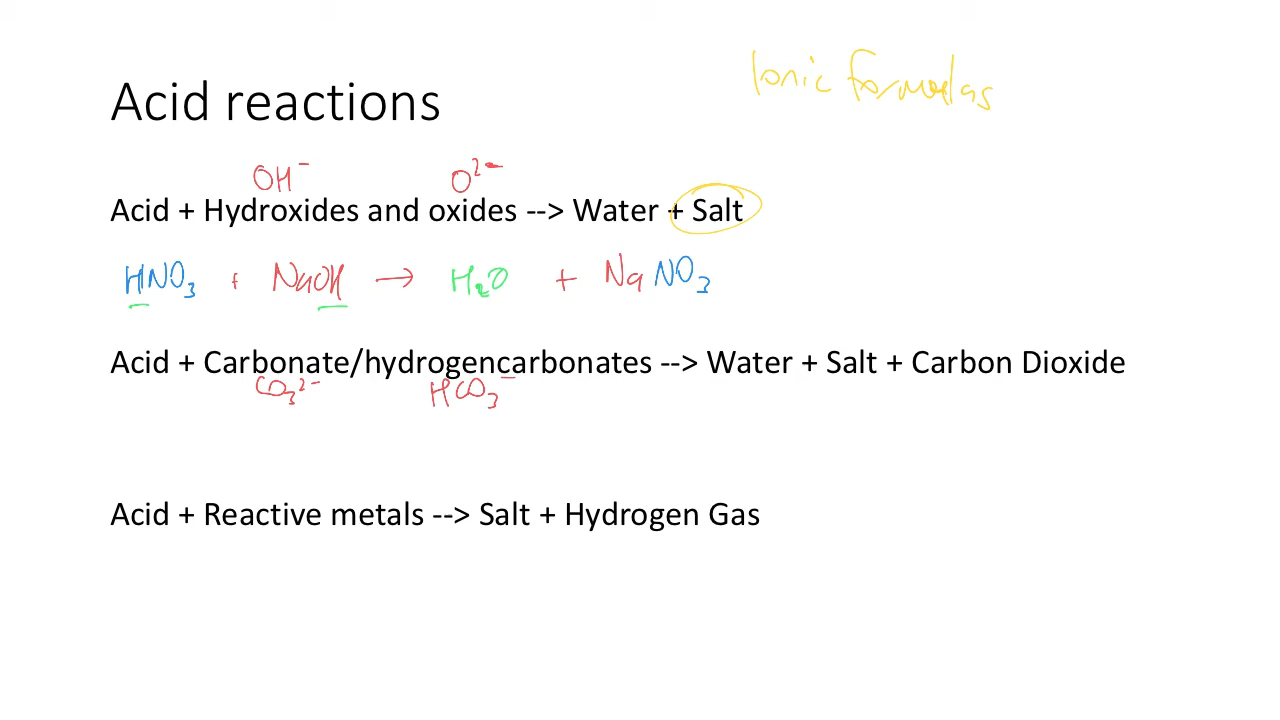 Ionic formulas
Acid reactions
OH⁻ O²⁻
Acid + Hydroxides and oxides --> Water + Salt
HNO₃ + NaOH → H₂O + NaNO₃
Acid + Carbonate/hydrogencarbonates --> Water + Salt + Carbon Dioxide
CO₃²⁻ HCO₃⁻
Acid + Reactive metals --> Salt + Hydrogen Gas